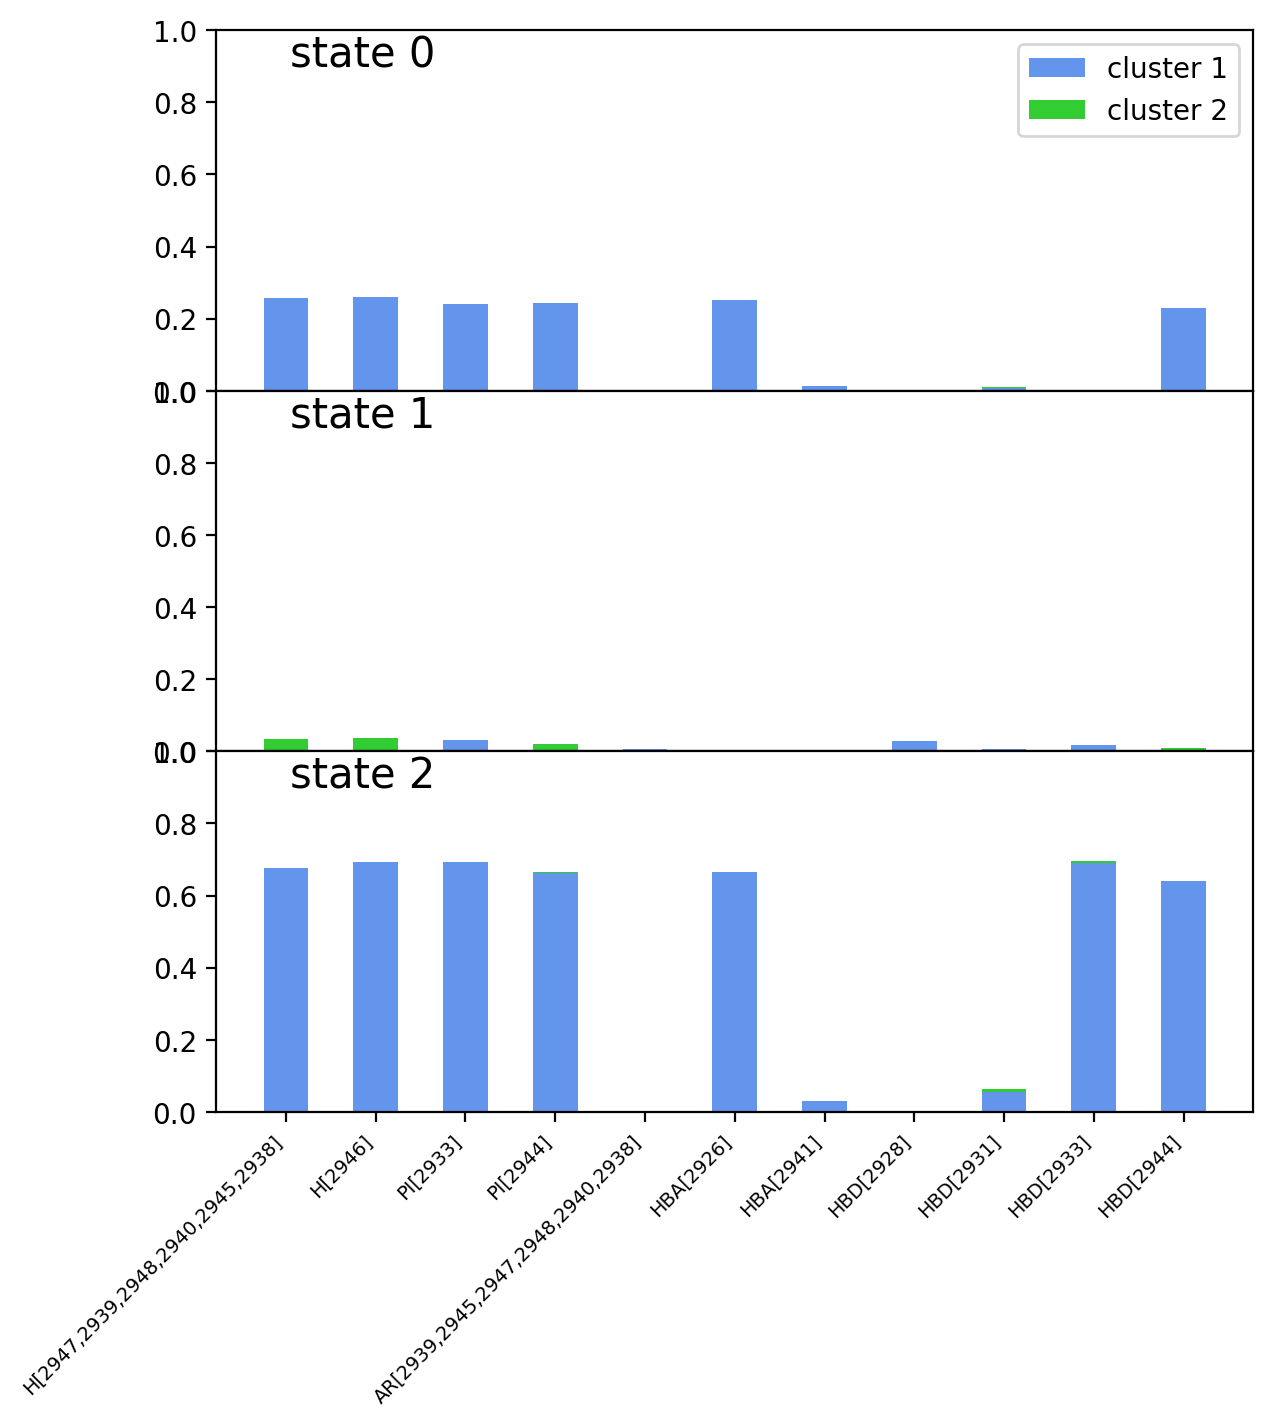 1.0
state 0
cluster 1
0.8
cluster 2
0.6
0.4
0.2
0.0
1.0
state 1
0.8
0.6
0.4
0.2
0.0
1.0
state 2
0.8
0.6
0.4
0.2
0.0
H[2947,2939,2948,2940,2945,2938]
H[2946]
PI[2933]
PI[2944]
AR[2939,2945,2947,2948,2940,2938]
HBA[2926]
HBA[2941]
HBD[2928]
HBD[2931]
HBD[2933]
HBD[2944]